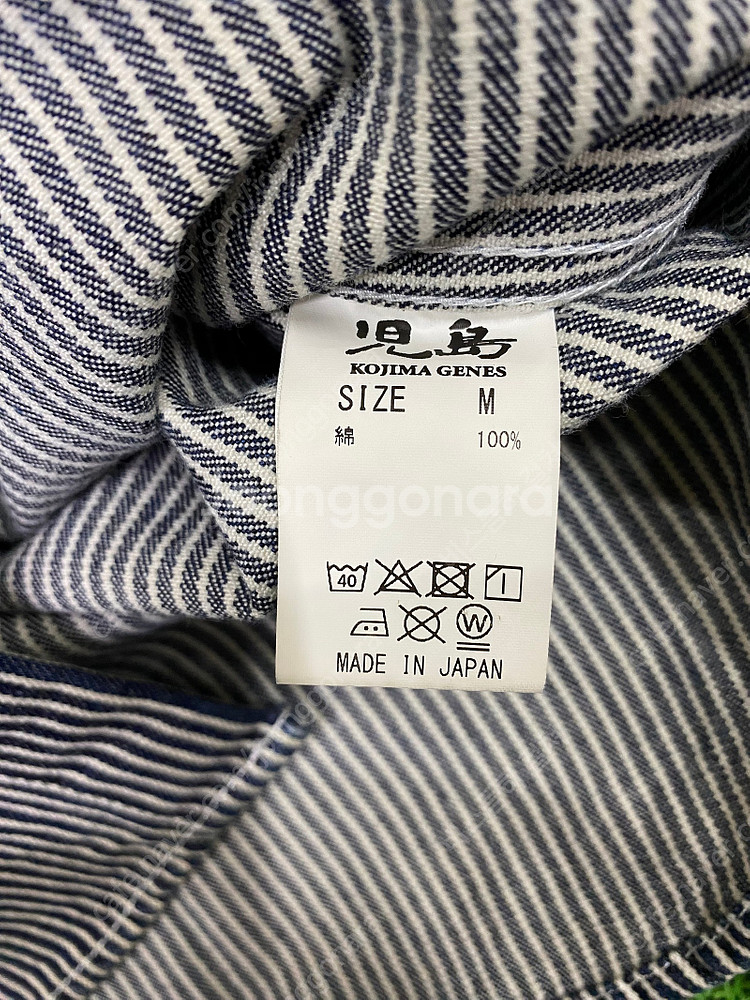 児島
KOJIMA GENES
SIZE M
綿 100%
40
W
MADE IN JAPAN